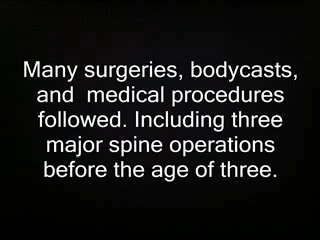 Many surgeries, bodycasts,
and  medical procedures
followed. Including three
major spine operations
before the age of three.